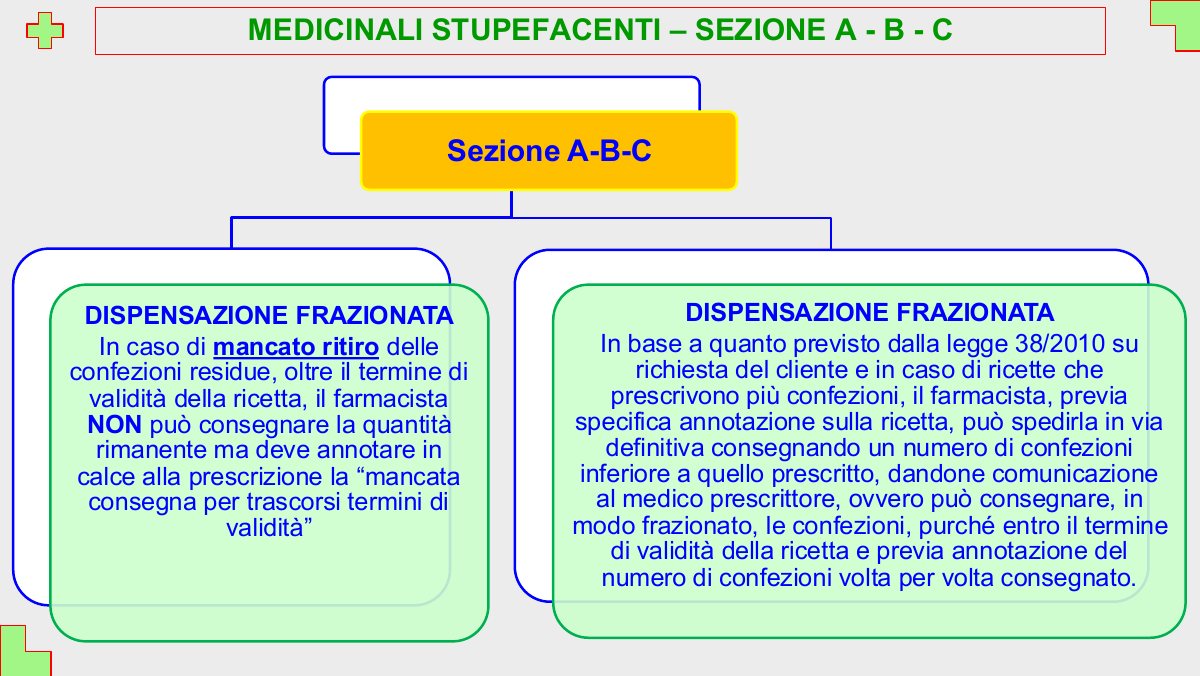 MEDICINALI STUPEFACENTI – SEZIONE A - B - C
Sezione A-B-C
DISPENSAZIONE FRAZIONATA
In caso di mancato ritiro delle
confezioni residue, oltre il termine di
validità della ricetta, il farmacista
NON può consegnare la quantità
rimanente ma deve annotare in
calce alla prescrizione la “mancata
consegna per trascorsi termini di
validità”
DISPENSAZIONE FRAZIONATA
In base a quanto previsto dalla legge 38/2010 su
richiesta del cliente e in caso di ricette che
prescrivono più confezioni, il farmacista, previa
specifica annotazione sulla ricetta, può spedirla in via
definitiva consegnando un numero di confezioni
inferiore a quello prescritto, dandone comunicazione
al medico prescrittore, ovvero può consegnare, in
modo frazionato, le confezioni, purché entro il termine
di validità della ricetta e previa annotazione del
numero di confezioni volta per volta consegnato.